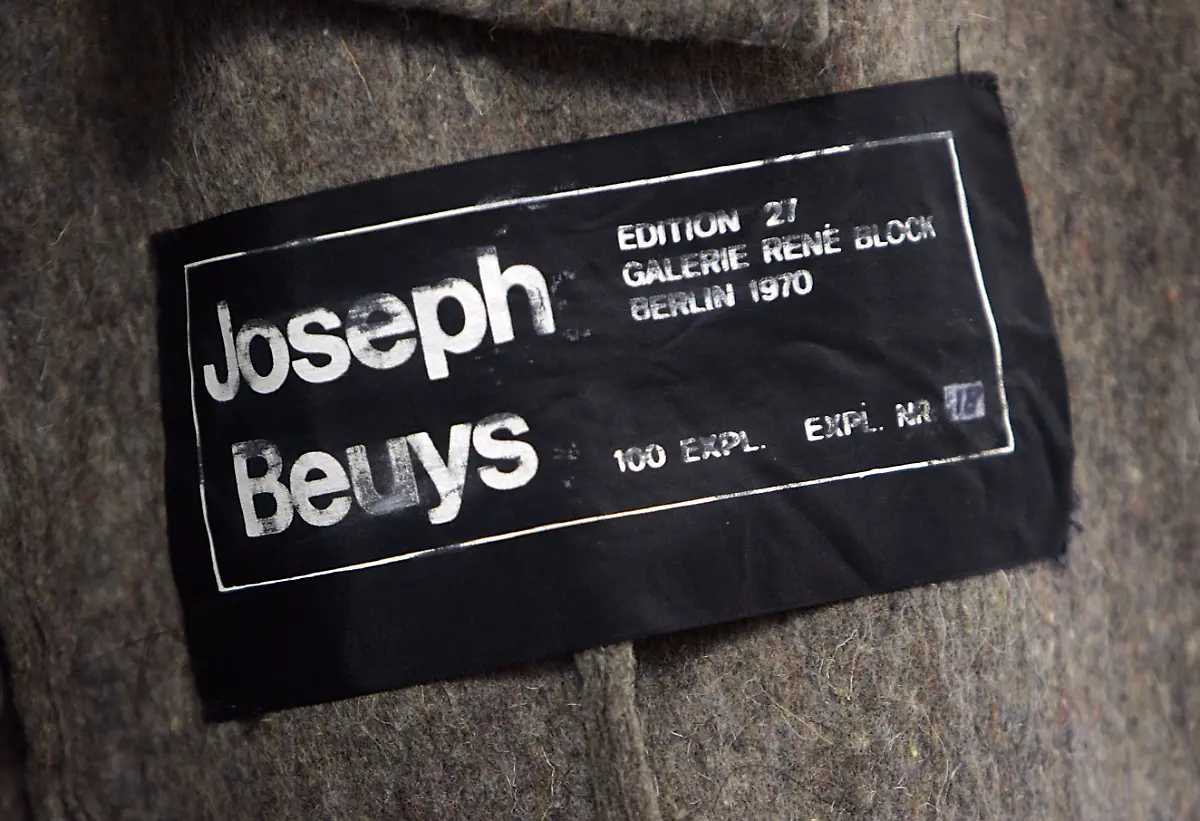 Joseph
Beuys
EDITION 27
GALERIE RENÉ BLOCK
BERLIN 1970
100 EXPL. EXPL. NR.